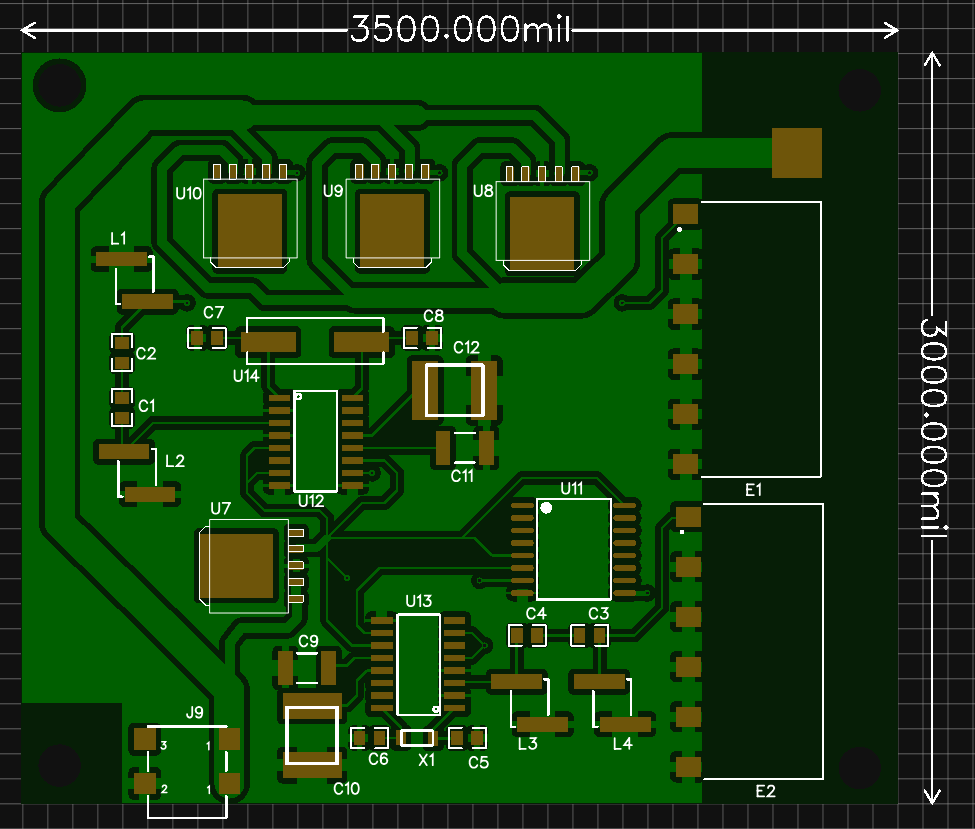 3500.000mil
U10
U9
U8
L1
C7
C8
C2
U14
C12
C1
L2
C11
E1
U12
U11
U7
3000.000mil
C4
C3
U13
C9
J9
3
1
L3
L4
C6
X1
C5
2
1
C10
E2